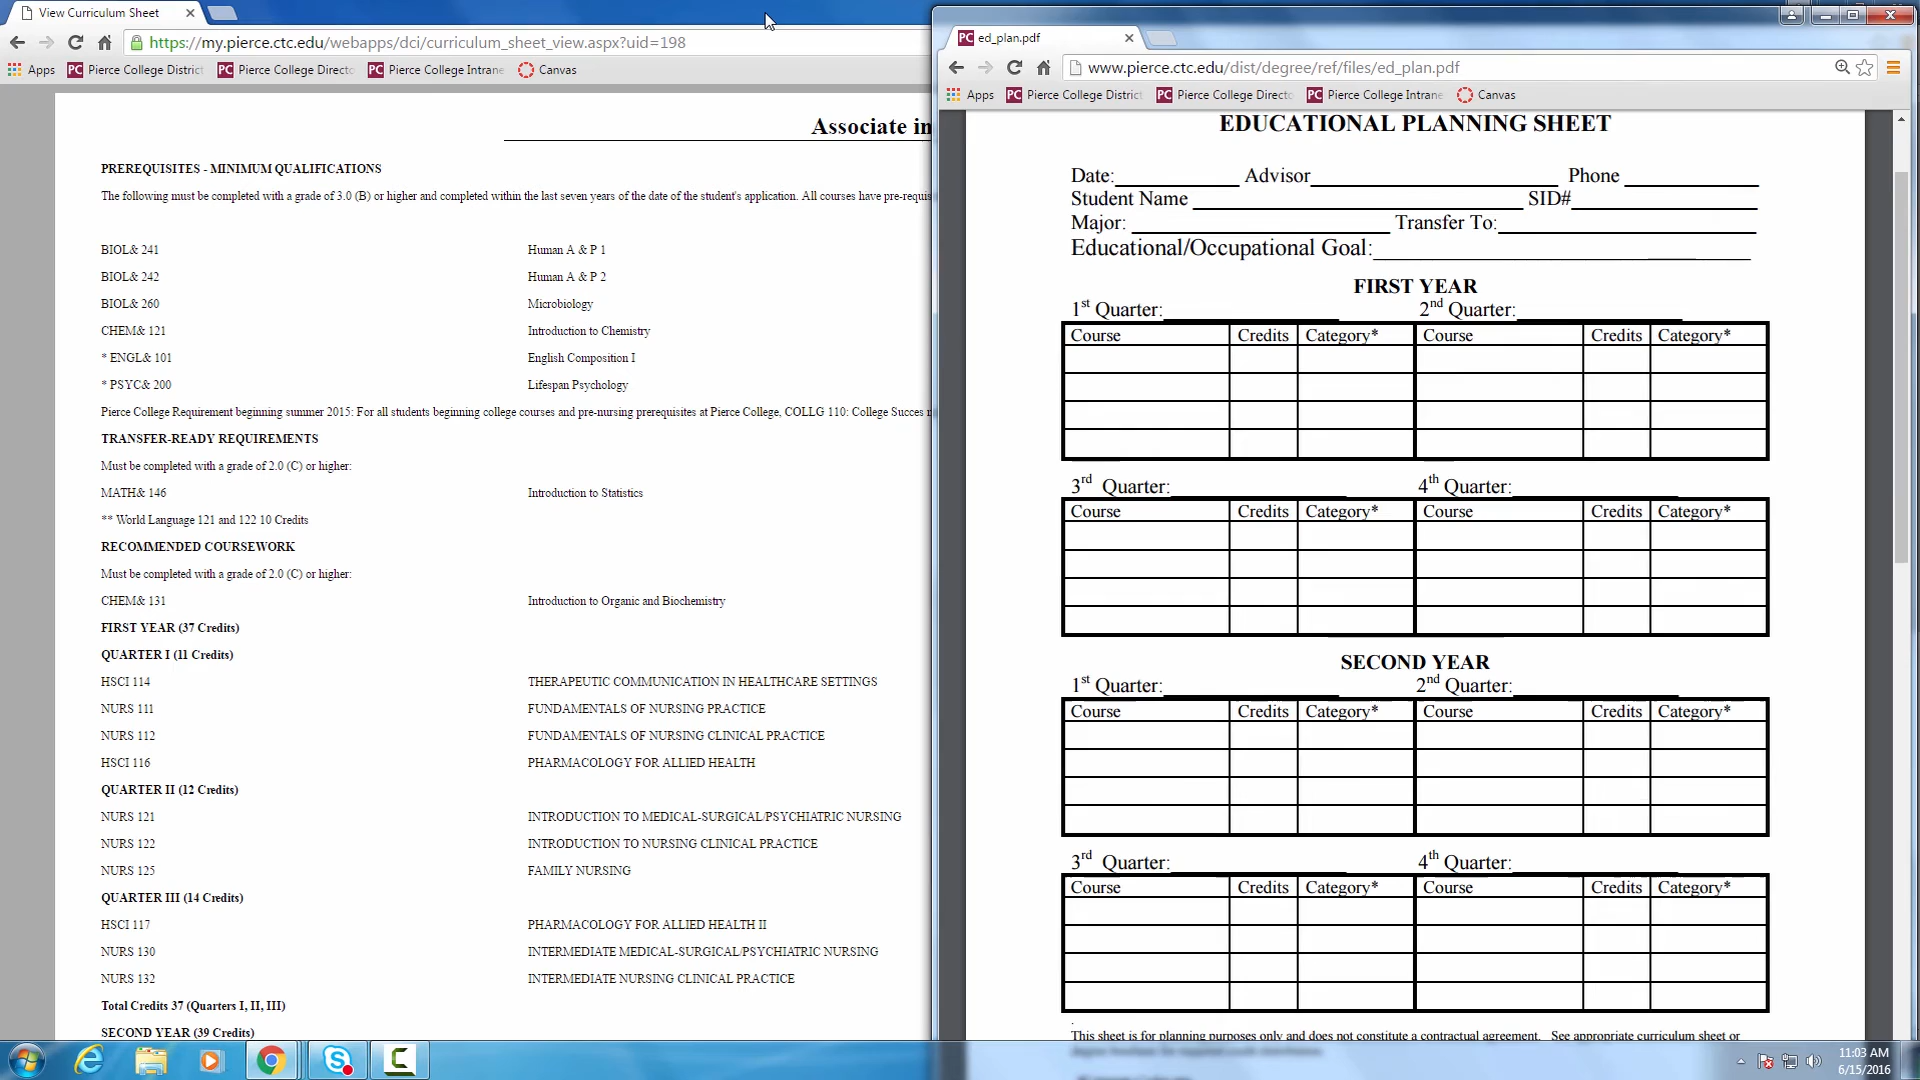 View Curriculum Sheet
https://my.pierce.ctc.edu/webapps/dci/curriculum_sheet_view.aspx?uid=198
Apps PC Pierce College District PC Pierce College Directo PC Pierce College Intrane Canvas
Associate in
PREREQUISITES - MINIMUM QUALIFICATIONS
The following must be completed with a grade of 3.0 (B) or higher and completed within the last seven years of the date of the student's application. All courses have pre-requis
BIOL& 241 Human A & P 1
BIOL& 242 Human A & P 2
BIOL& 260 Microbiology
CHEM& 121 Introduction to Chemistry
* ENGL& 101 English Composition I
* PSYC& 200 Lifespan Psychology
Pierce College Requirement beginning summer 2015: For all students beginning college courses and pre-nursing prerequisites at Pierce College, COLLG 110: College Succes
TRANSFER-READY REQUIREMENTS
Must be completed with a grade of 2.0 (C) or higher:
MATH& 146 Introduction to Statistics
** World Language 121 and 122 10 Credits
RECOMMENDED COURSEWORK
Must be completed with a grade of 2.0 (C) or higher:
CHEM& 131 Introduction to Organic and Biochemistry
FIRST YEAR (37 Credits)
QUARTER I (11 Credits)
HSCI 114 THERAPEUTIC COMMUNICATION IN HEALTHCARE SETTINGS
NURS 111 FUNDAMENTALS OF NURSING PRACTICE
NURS 112 FUNDAMENTALS OF NURSING CLINICAL PRACTICE
HSCI 116 PHARMACOLOGY FOR ALLIED HEALTH
QUARTER II (12 Credits)
NURS 121 INTRODUCTION TO MEDICAL-SURGICAL/PSYCHIATRIC NURSING
NURS 122 INTRODUCTION TO NURSING CLINICAL PRACTICE
NURS 125 FAMILY NURSING
QUARTER III (14 Credits)
HSCI 117 PHARMACOLOGY FOR ALLIED HEALTH II
NURS 130 INTERMEDIATE MEDICAL-SURGICAL/PSYCHIATRIC NURSING
NURS 132 INTERMEDIATE NURSING CLINICAL PRACTICE
Total Credits 37 (Quarters I, II, III)
SECOND YEAR (39 Credits)
PC ed_plan.pdf
www.pierce.ctc.edu/dist/degree/ref/files/ed_plan.pdf
Apps PC Pierce College District PC Pierce College Directo PC Pierce College Intrane Canvas
EDUCATIONAL PLANNING SHEET
Date: Advisor Phone
Student Name SID#
Major: Transfer To:
Educational/Occupational Goal:
FIRST YEAR
1st Quarter: 2nd Quarter:
Course Credits Category* Course Credits Category*
3rd Quarter: 4th Quarter:
Course Credits Category* Course Credits Category*
SECOND YEAR
1st Quarter: 2nd Quarter:
Course Credits Category* Course Credits Category*
3rd Quarter: 4th Quarter:
Course Credits Category* Course Credits Category*
This sheet is for planning purposes only and does not constitute a contractual agreement. See appropriate curriculum sheet or
11:03 AM
6/15/2016